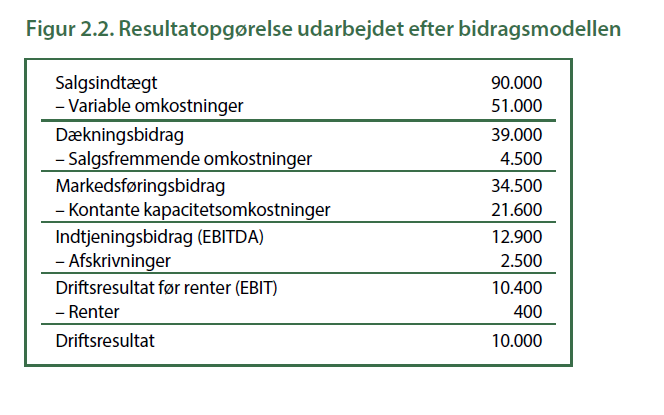 Figur 2.2. Resultatopgørelse udarbejdet efter bidragsmodellen
Salgsindtægt 90.000
– Variable omkostninger 51.000
Dækningsbidrag 39.000
– Salgsfremmende omkostninger 4.500
Markedsføringsbidrag 34.500
– Kontante kapacitetsomkostninger 21.600
Indtjeningsbidrag (EBITDA) 12.900
– Afskrivninger 2.500
Driftsresultat før renter (EBIT) 10.400
– Renter 400
Driftsresultat 10.000